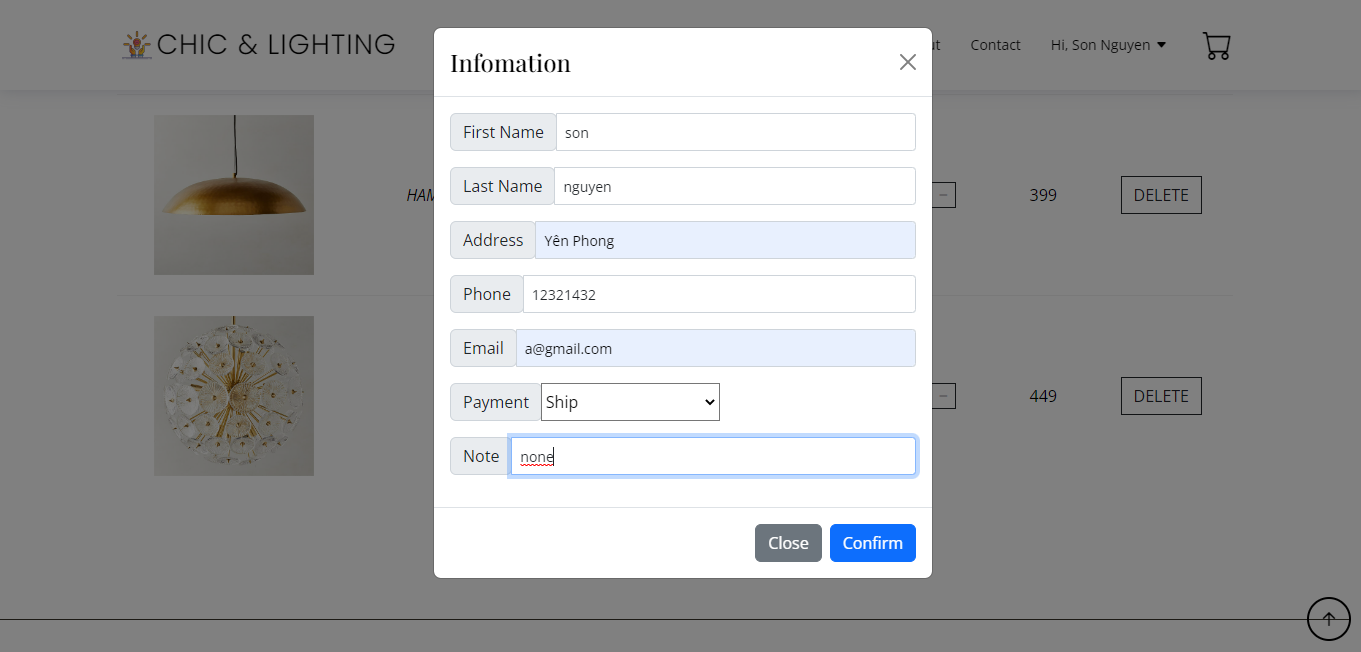 CHIC & LIGHTING
Contact
Hi, Son Nguyen
Infomation
First Name son
Last Name nguyen
Address Yên Phong
Phone 12321432
Email a@gmail.com
Payment Ship
Note none
Close Confirm
399 DELETE
449 DELETE